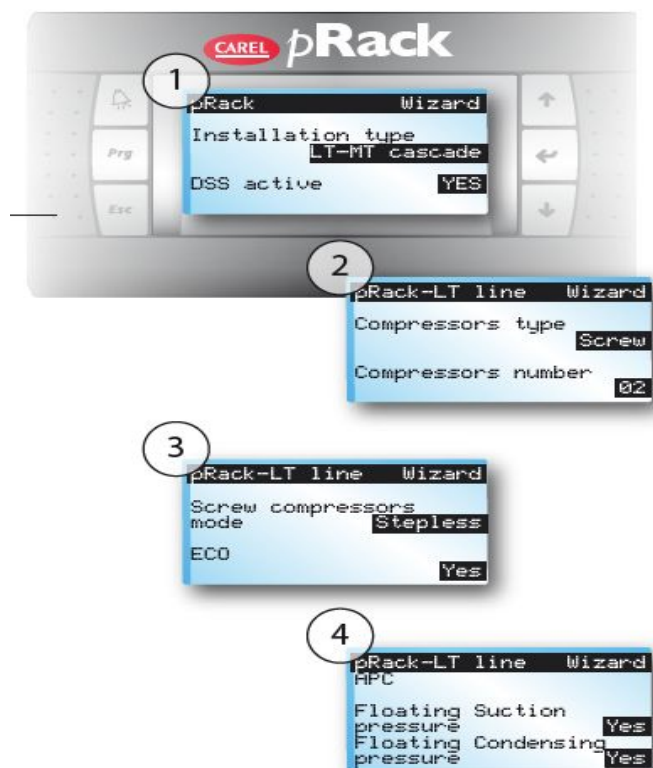 CAREL pRack
1
pRack Wizard
Installation type
LT-MT cascade
DSS active YES
Prg
Esc
2
pRack-LT line Wizard
Compressors type
Screw
Compressors number
02
3
pRack-LT line Wizard
Screw compressors
mode Stepless
ECO
Yes
4
pRack-LT line Wizard
APC
Floating Suction
pressure Yes
Floating Condensing
pressure Yes